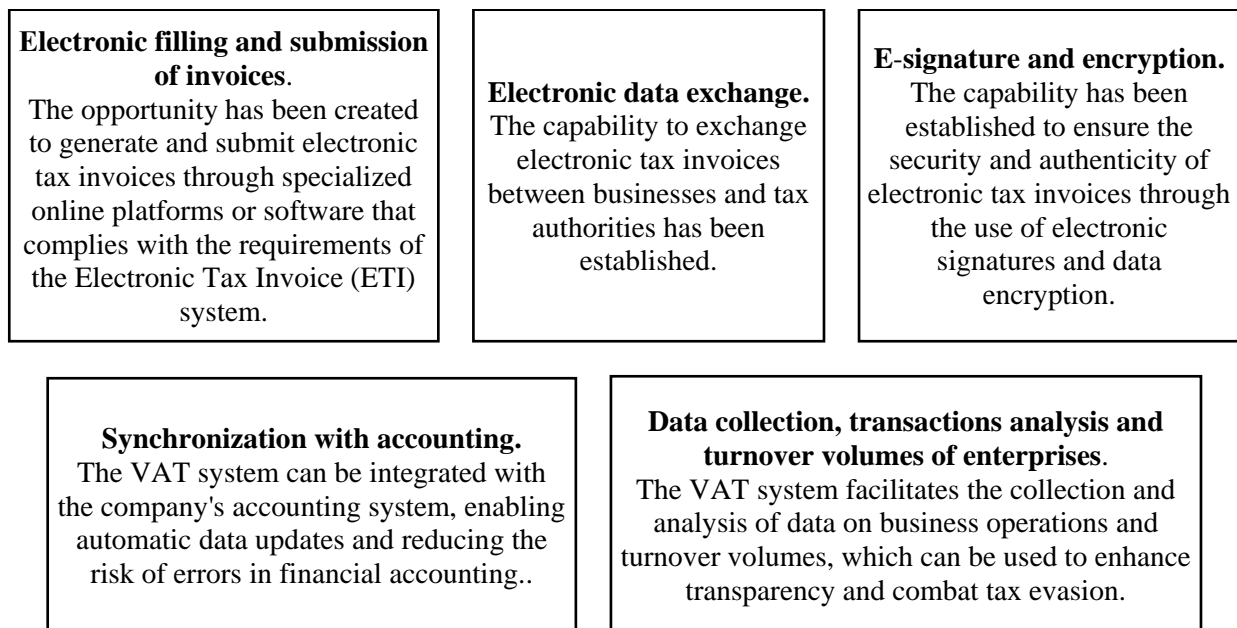 Electronic filling and submission
of invoices.
The opportunity has been created
to generate and submit electronic
tax invoices through specialized
online platforms or software that
complies with the requirements of
the Electronic Tax Invoice (ETI)
system.
Electronic data exchange.
The capability to exchange
electronic tax invoices
between businesses and tax
authorities has been
established.
E-signature and encryption.
The capability has been
established to ensure the
security and authenticity of
electronic tax invoices through
the use of electronic
signatures and data
encryption.
Synchronization with accounting.
The VAT system can be integrated with
the company's accounting system, enabling
automatic data updates and reducing the
risk of errors in financial accounting..
Data collection, transactions analysis and
turnover volumes of enterprises.
The VAT system facilitates the collection and
analysis of data on business operations and
turnover volumes, which can be used to enhance
transparency and combat tax evasion.